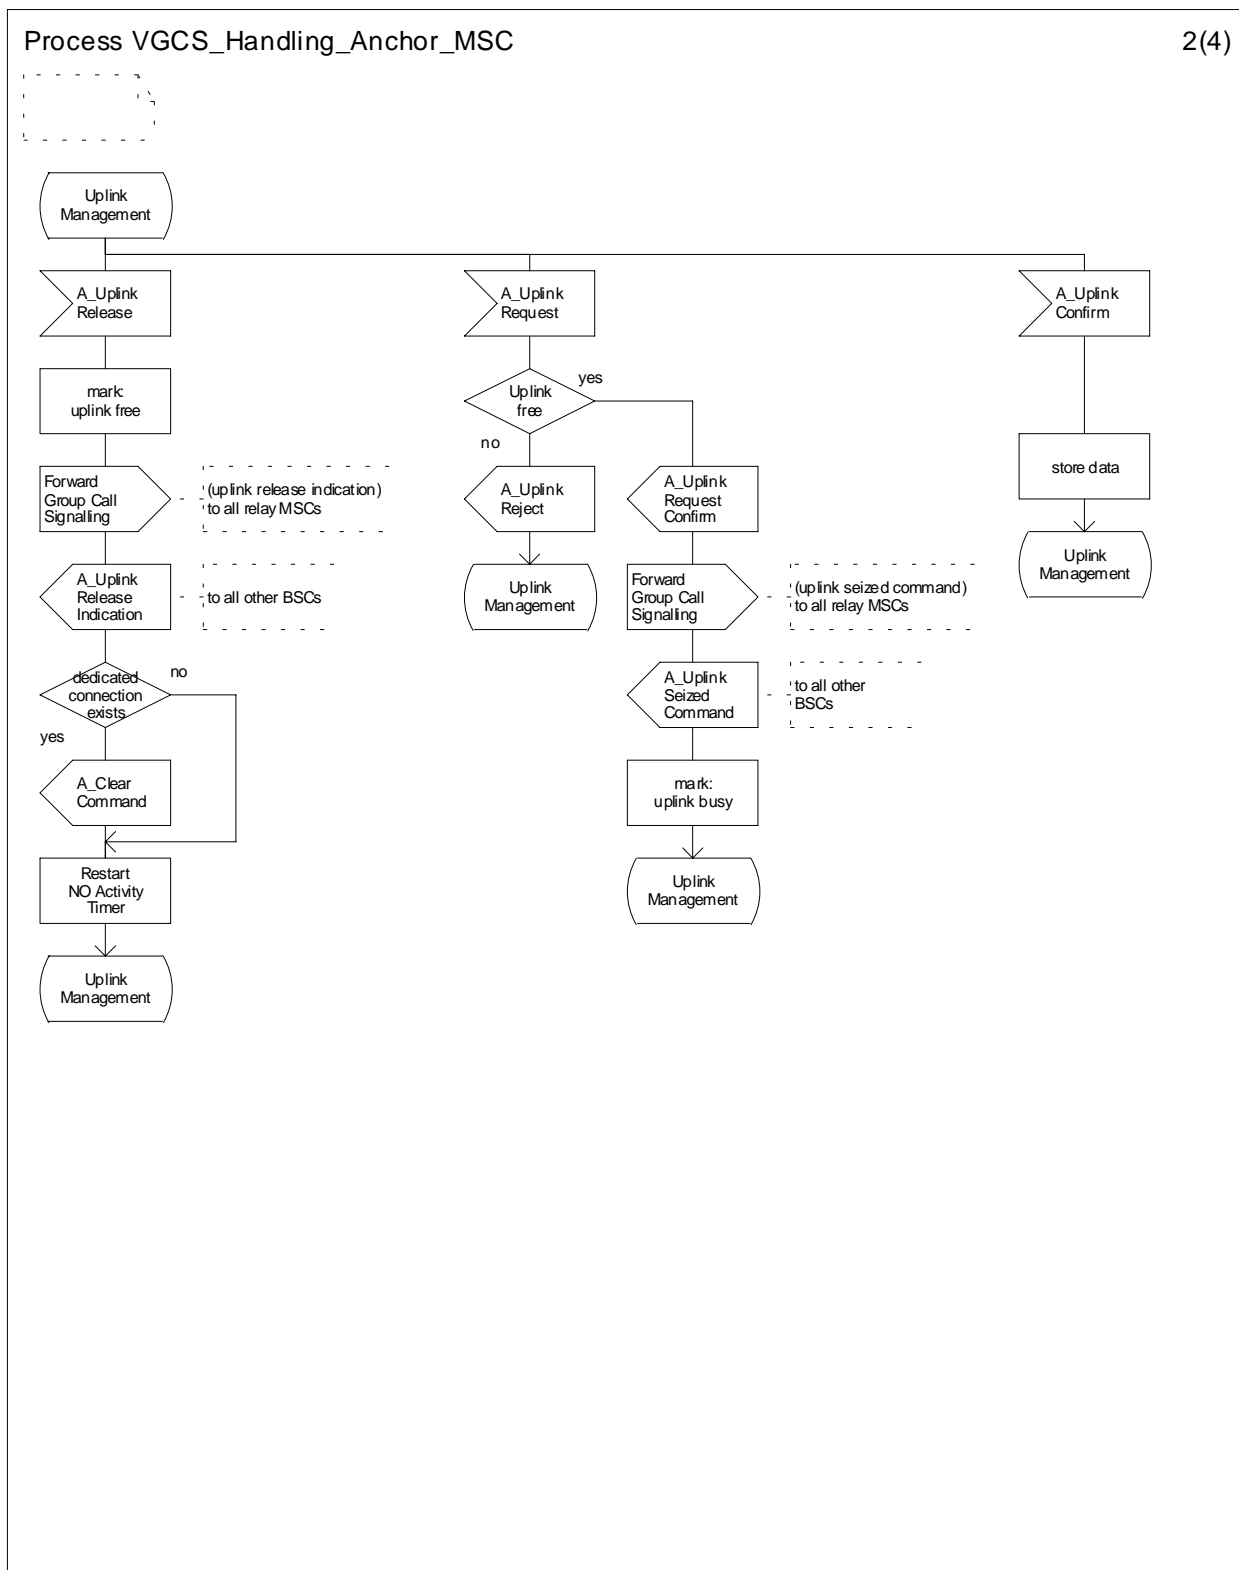 Process VGCS_Handling_Anchor_MSC
2(4)
Uplink
Management
A_Uplink
Release
mark:
uplink free
Forward
Group Call
Signalling
(uplink release indication)
to all relay MSCs
A_Uplink
Release
Indication
to all other BSCs
dedicated
connection
exists
no
yes
A_Clear
Command
Restart
NO Activity
Timer
Uplink
Management
A_Uplink
Request
Uplink
free
yes
no
A_Uplink
Reject
Uplink
Management
A_Uplink
Request
Confirm
Forward
Group Call
Signalling
(uplink seized command)
to all relay MSCs
A_Uplink
Seized
Command
to all other
BSCs
mark:
uplink busy
Uplink
Management
A_Uplink
Confirm
store data
Uplink
Management